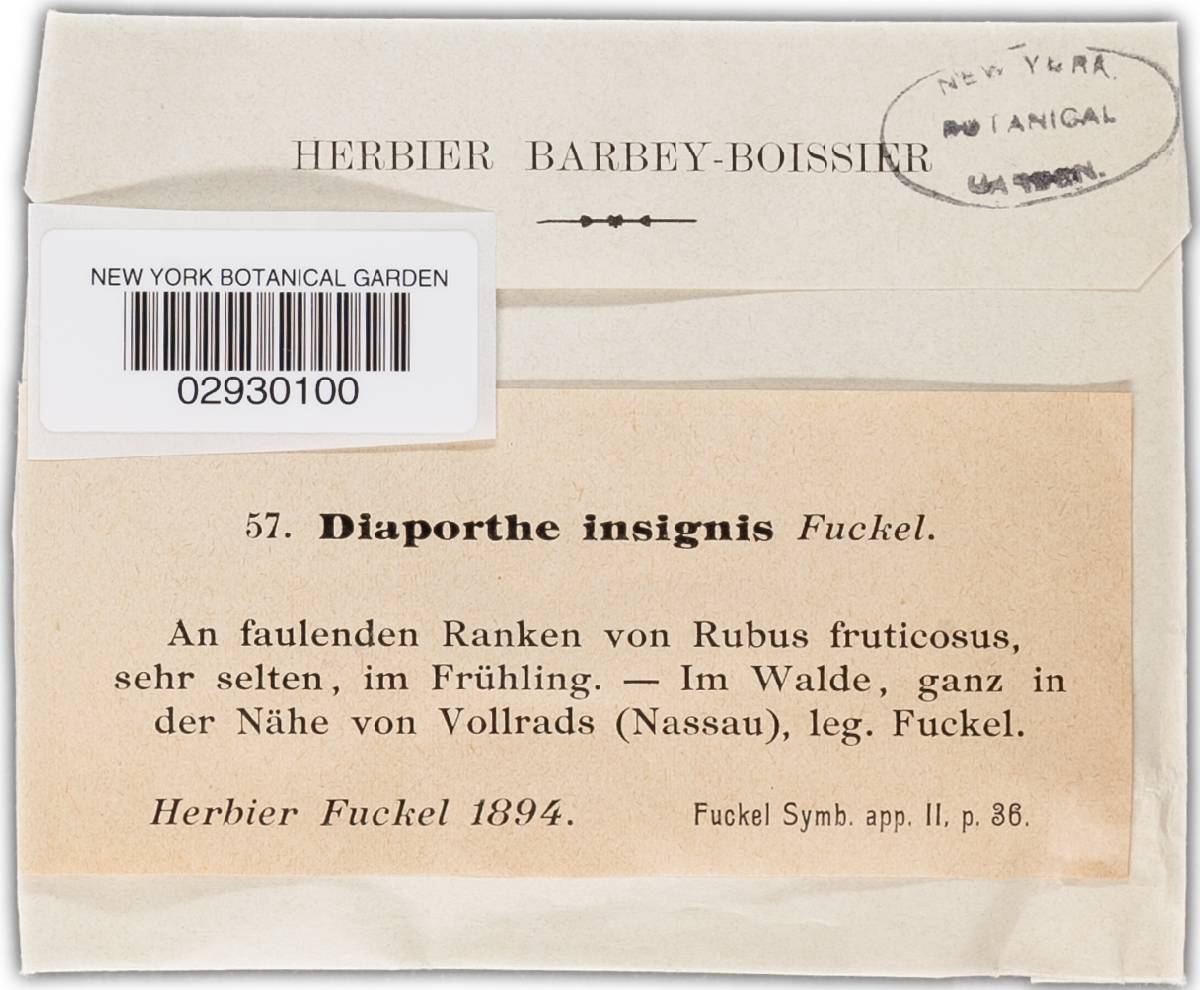 HERBIER BARBEY-BOISSIER
NEW YORK
BOTANICAL
GARDEN.
NEW YORK BOTANICAL GARDEN
02930100
57. Diaporthe insignis Fuckel.
An faulenden Ranken von Rubus fruticosus,
sehr selten, im Frühling. — Im Walde, ganz in
der Nähe von Vollrads (Nassau), leg. Fuckel.
Herbier Fuckel 1894. Fuckel Symb. app. II, p. 36.